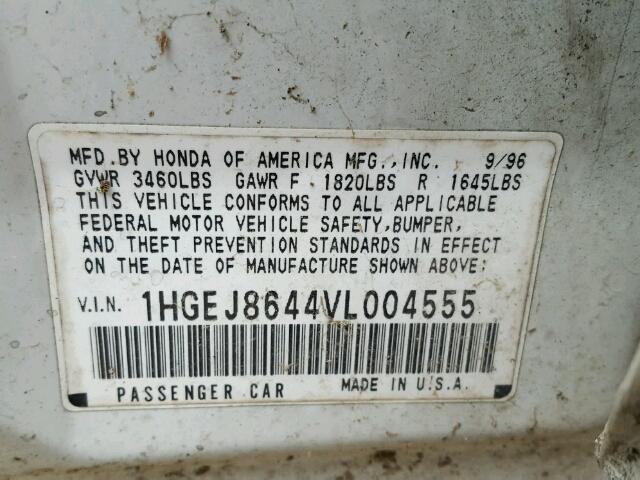 MFD.BY HONDA OF AMERICA MFG.,INC. 9/96
GVWR 3460LBS GAWR F 1820LBS R 1645LBS
THIS VEHICLE CONFORMS TO ALL APPLICABLE
FEDERAL MOTOR VEHICLE SAFETY,BUMPER,
AND THEFT PREVENTION STANDARDS IN EFFECT
ON THE DATE OF MANUFACTURE SHOWN ABOVE:
V.I.N. 1HGEJ8644VL004555
PASSENGER CAR MADE IN U.S.A.